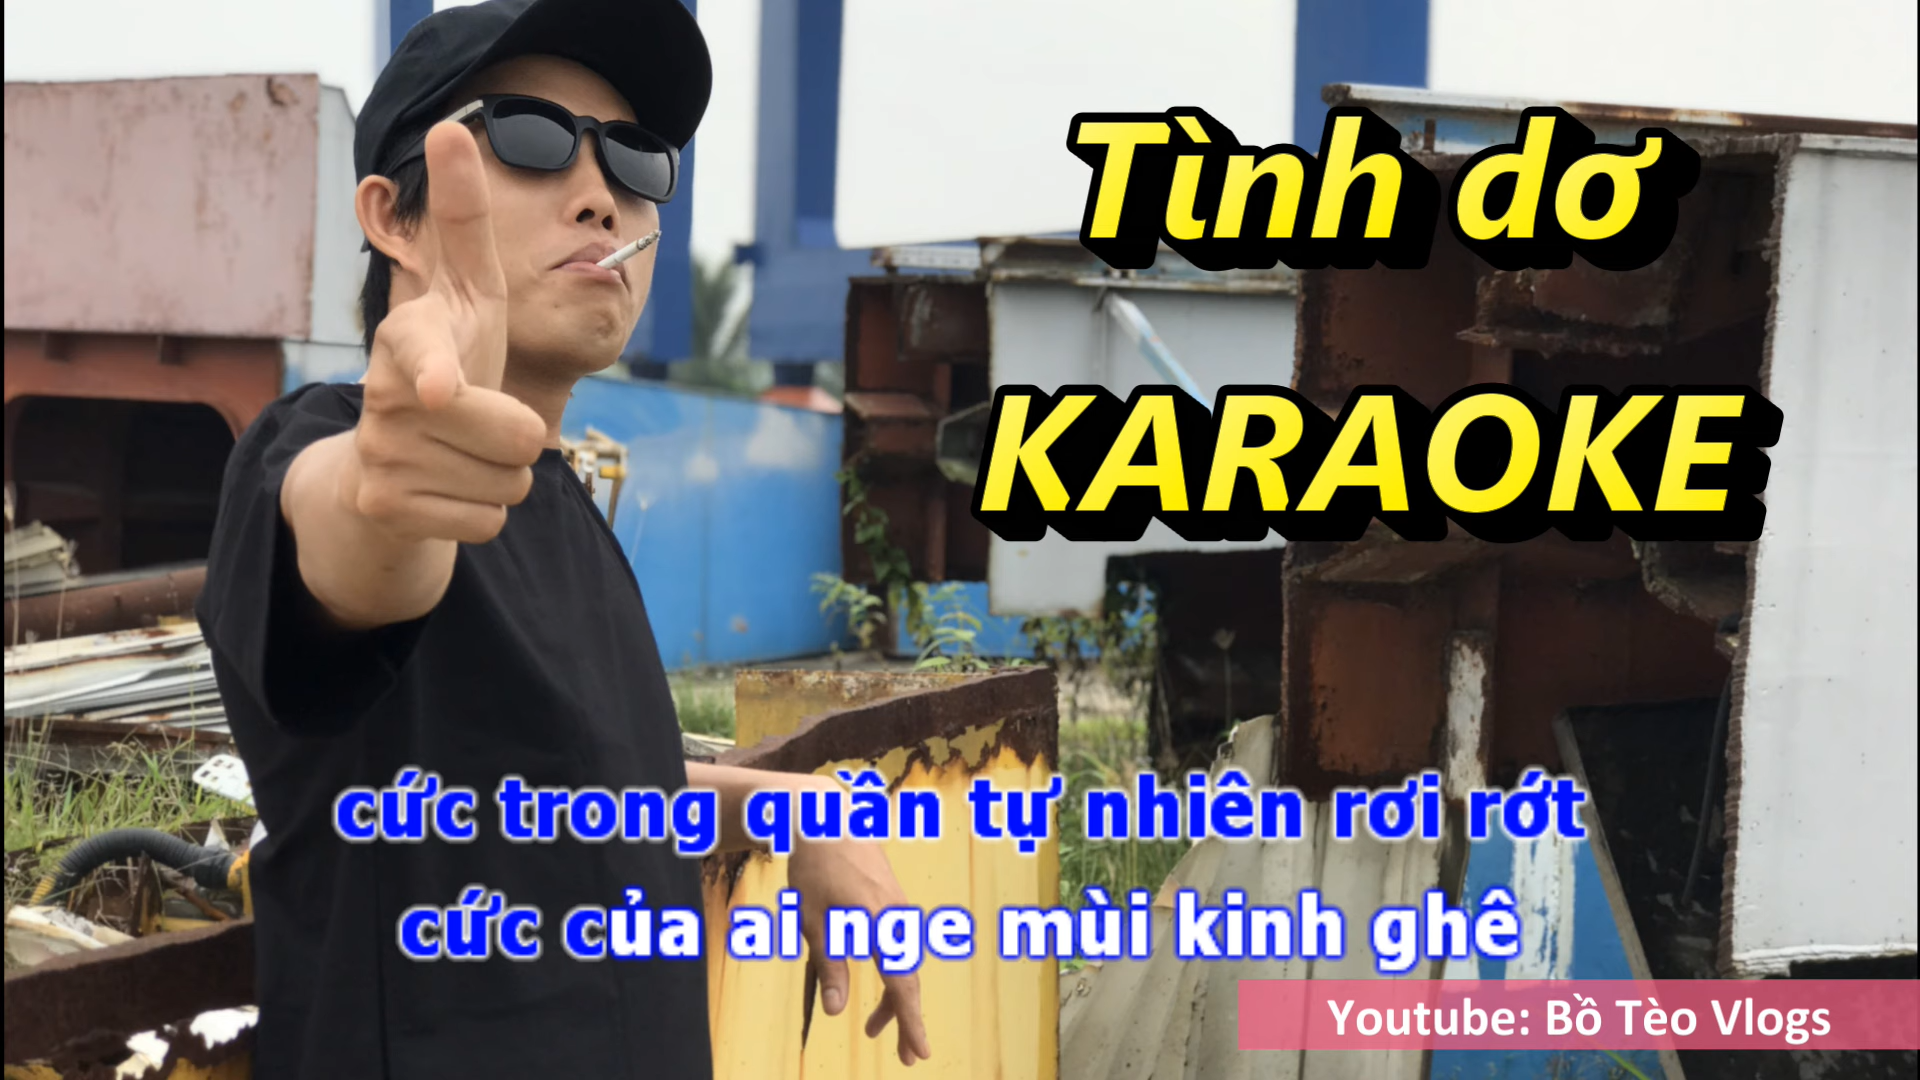 Tình dơ
KARAOKE
cức trong quần tự nhiên rơi rớt
cức của ai nge mùi kinh ghê
Youtube: Bồ Tèo Vlogs